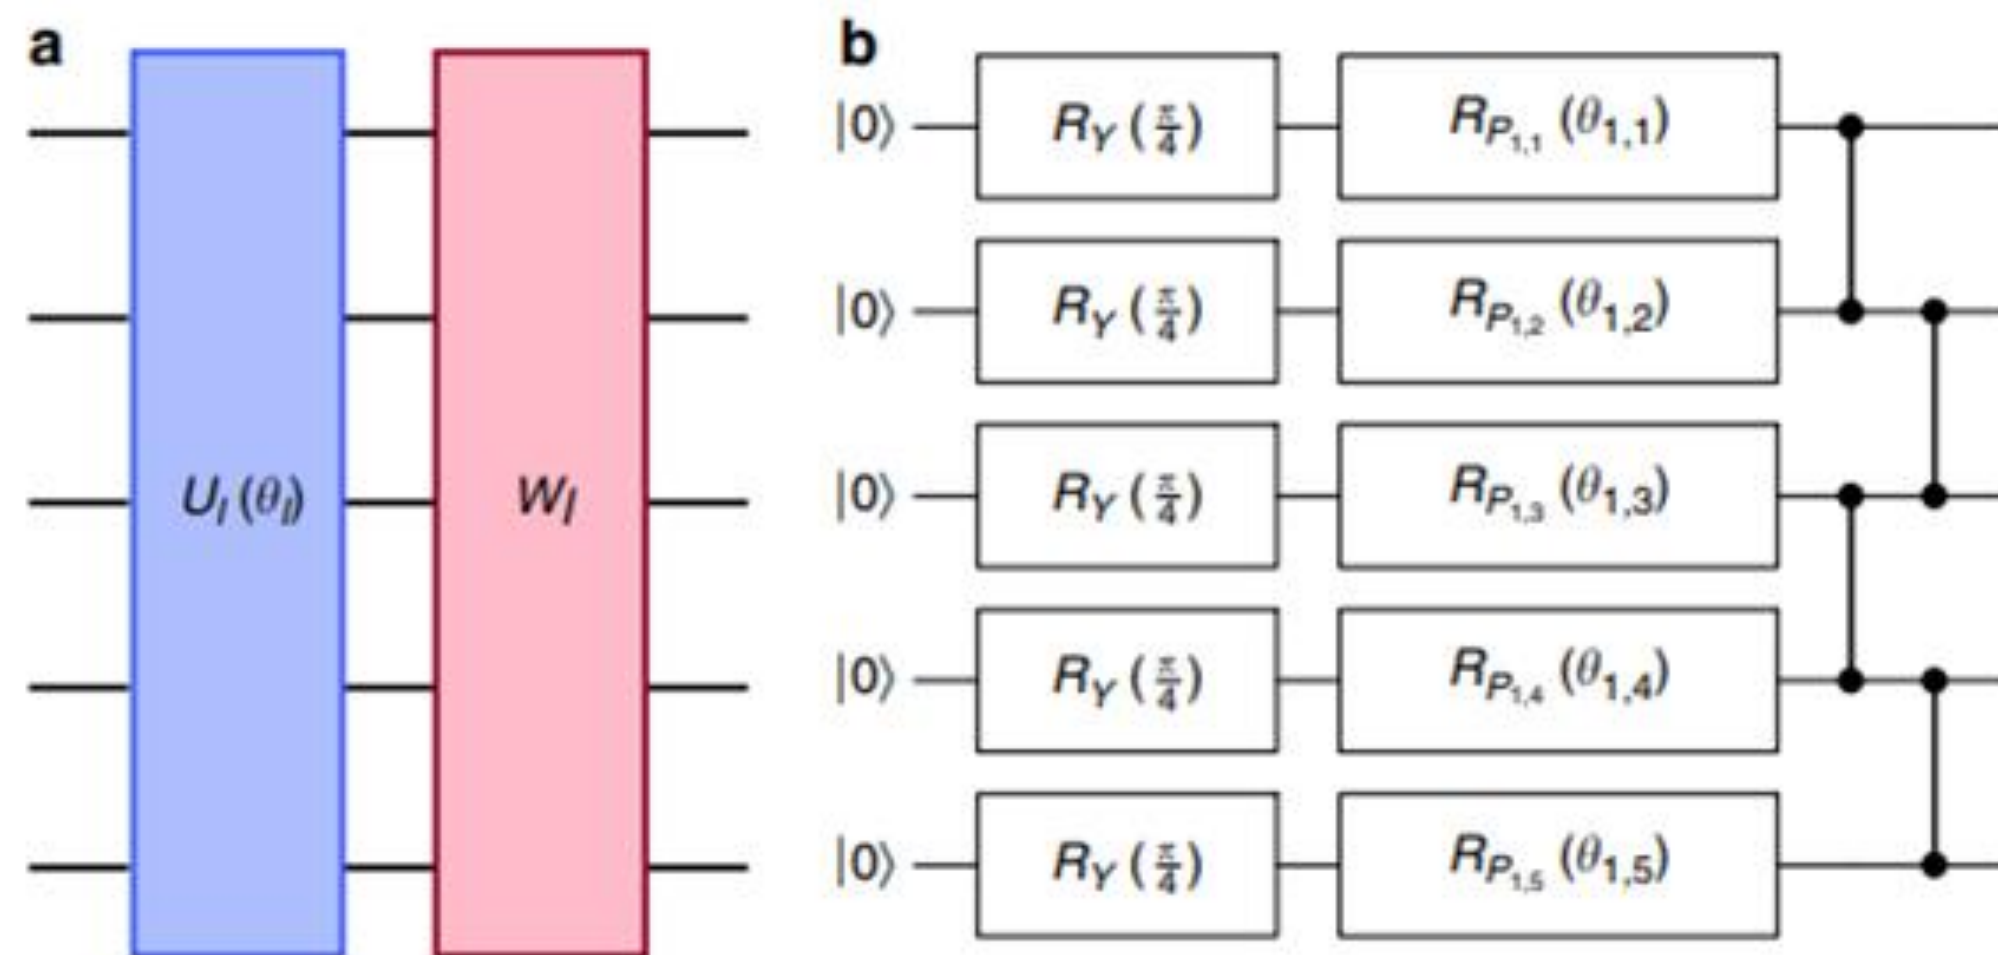 a
U_l (θ_l)
W_l
b
|0⟩ R_Y (π/4) R_{P_{1,1}} (θ_{1,1})
|0⟩ R_Y (π/4) R_{P_{1,2}} (θ_{1,2})
|0⟩ R_Y (π/4) R_{P_{1,3}} (θ_{1,3})
|0⟩ R_Y (π/4) R_{P_{1,4}} (θ_{1,4})
|0⟩ R_Y (π/4) R_{P_{1,5}} (θ_{1,5})